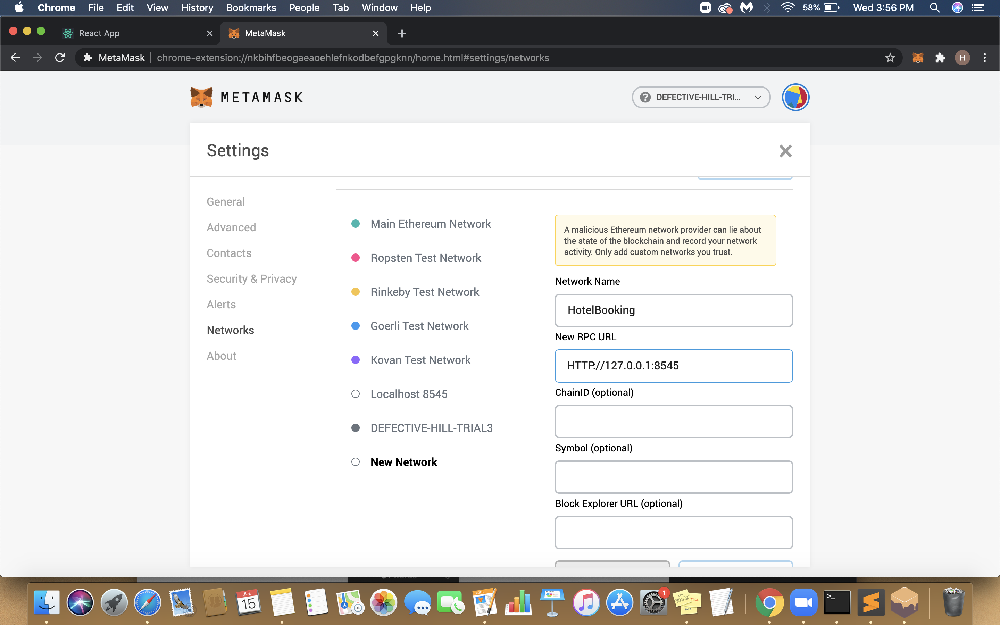 Chrome File Edit View History Bookmarks People Tab Window Help 58% Wed 3:56 PM
React App MetaMask
MetaMask chrome-extension://nkbihfbeogaeaoehlefnkodbefgpgknn/home.html#settings/networks H
METAMASK
DEFECTIVE-HILL-TRI...
Settings
General
Advanced
Contacts
Security & Privacy
Alerts
Networks
About
Main Ethereum Network
Ropsten Test Network
Rinkeby Test Network
Goerli Test Network
Kovan Test Network
Localhost 8545
DEFECTIVE-HILL-TRIAL3
New Network
A malicious Ethereum network provider can lie about
the state of the blockchain and record your network
activity. Only add custom networks you trust.
Network Name
HotelBooking
New RPC URL
HTTP://127.0.0.1:8545
ChainID (optional)
Symbol (optional)
Block Explorer URL (optional)
JUL
15
3D
PAGES
1